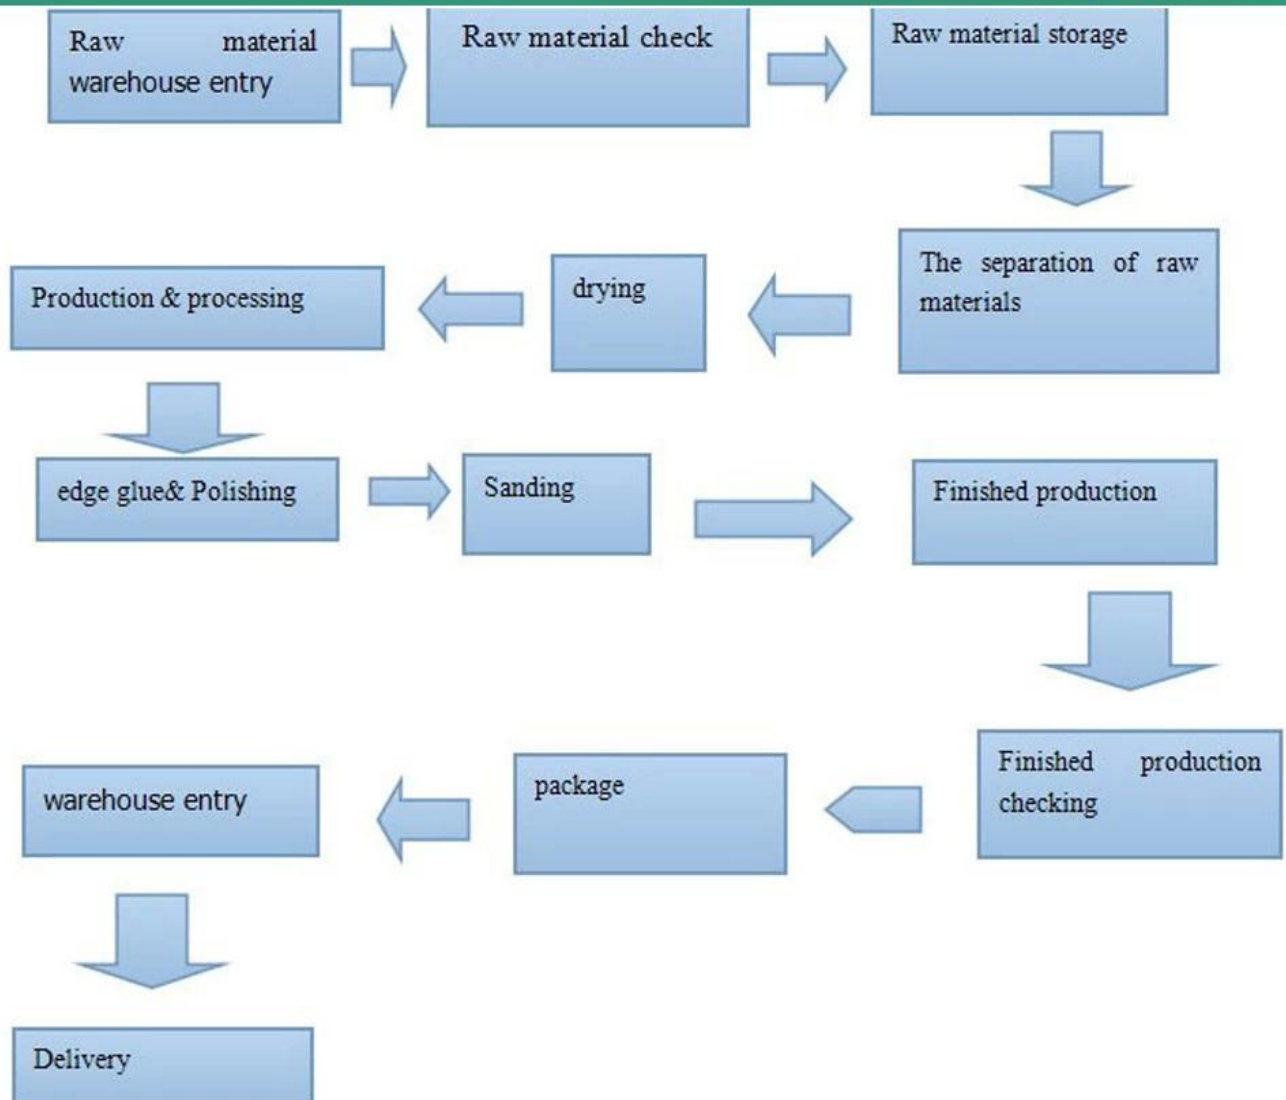 Raw material
warehouse entry
Raw material check
Raw material storage
The separation of raw
materials
drying
Production & processing
edge glue& Polishing
Sanding
Finished production
Finished production
checking
package
warehouse entry
Delivery